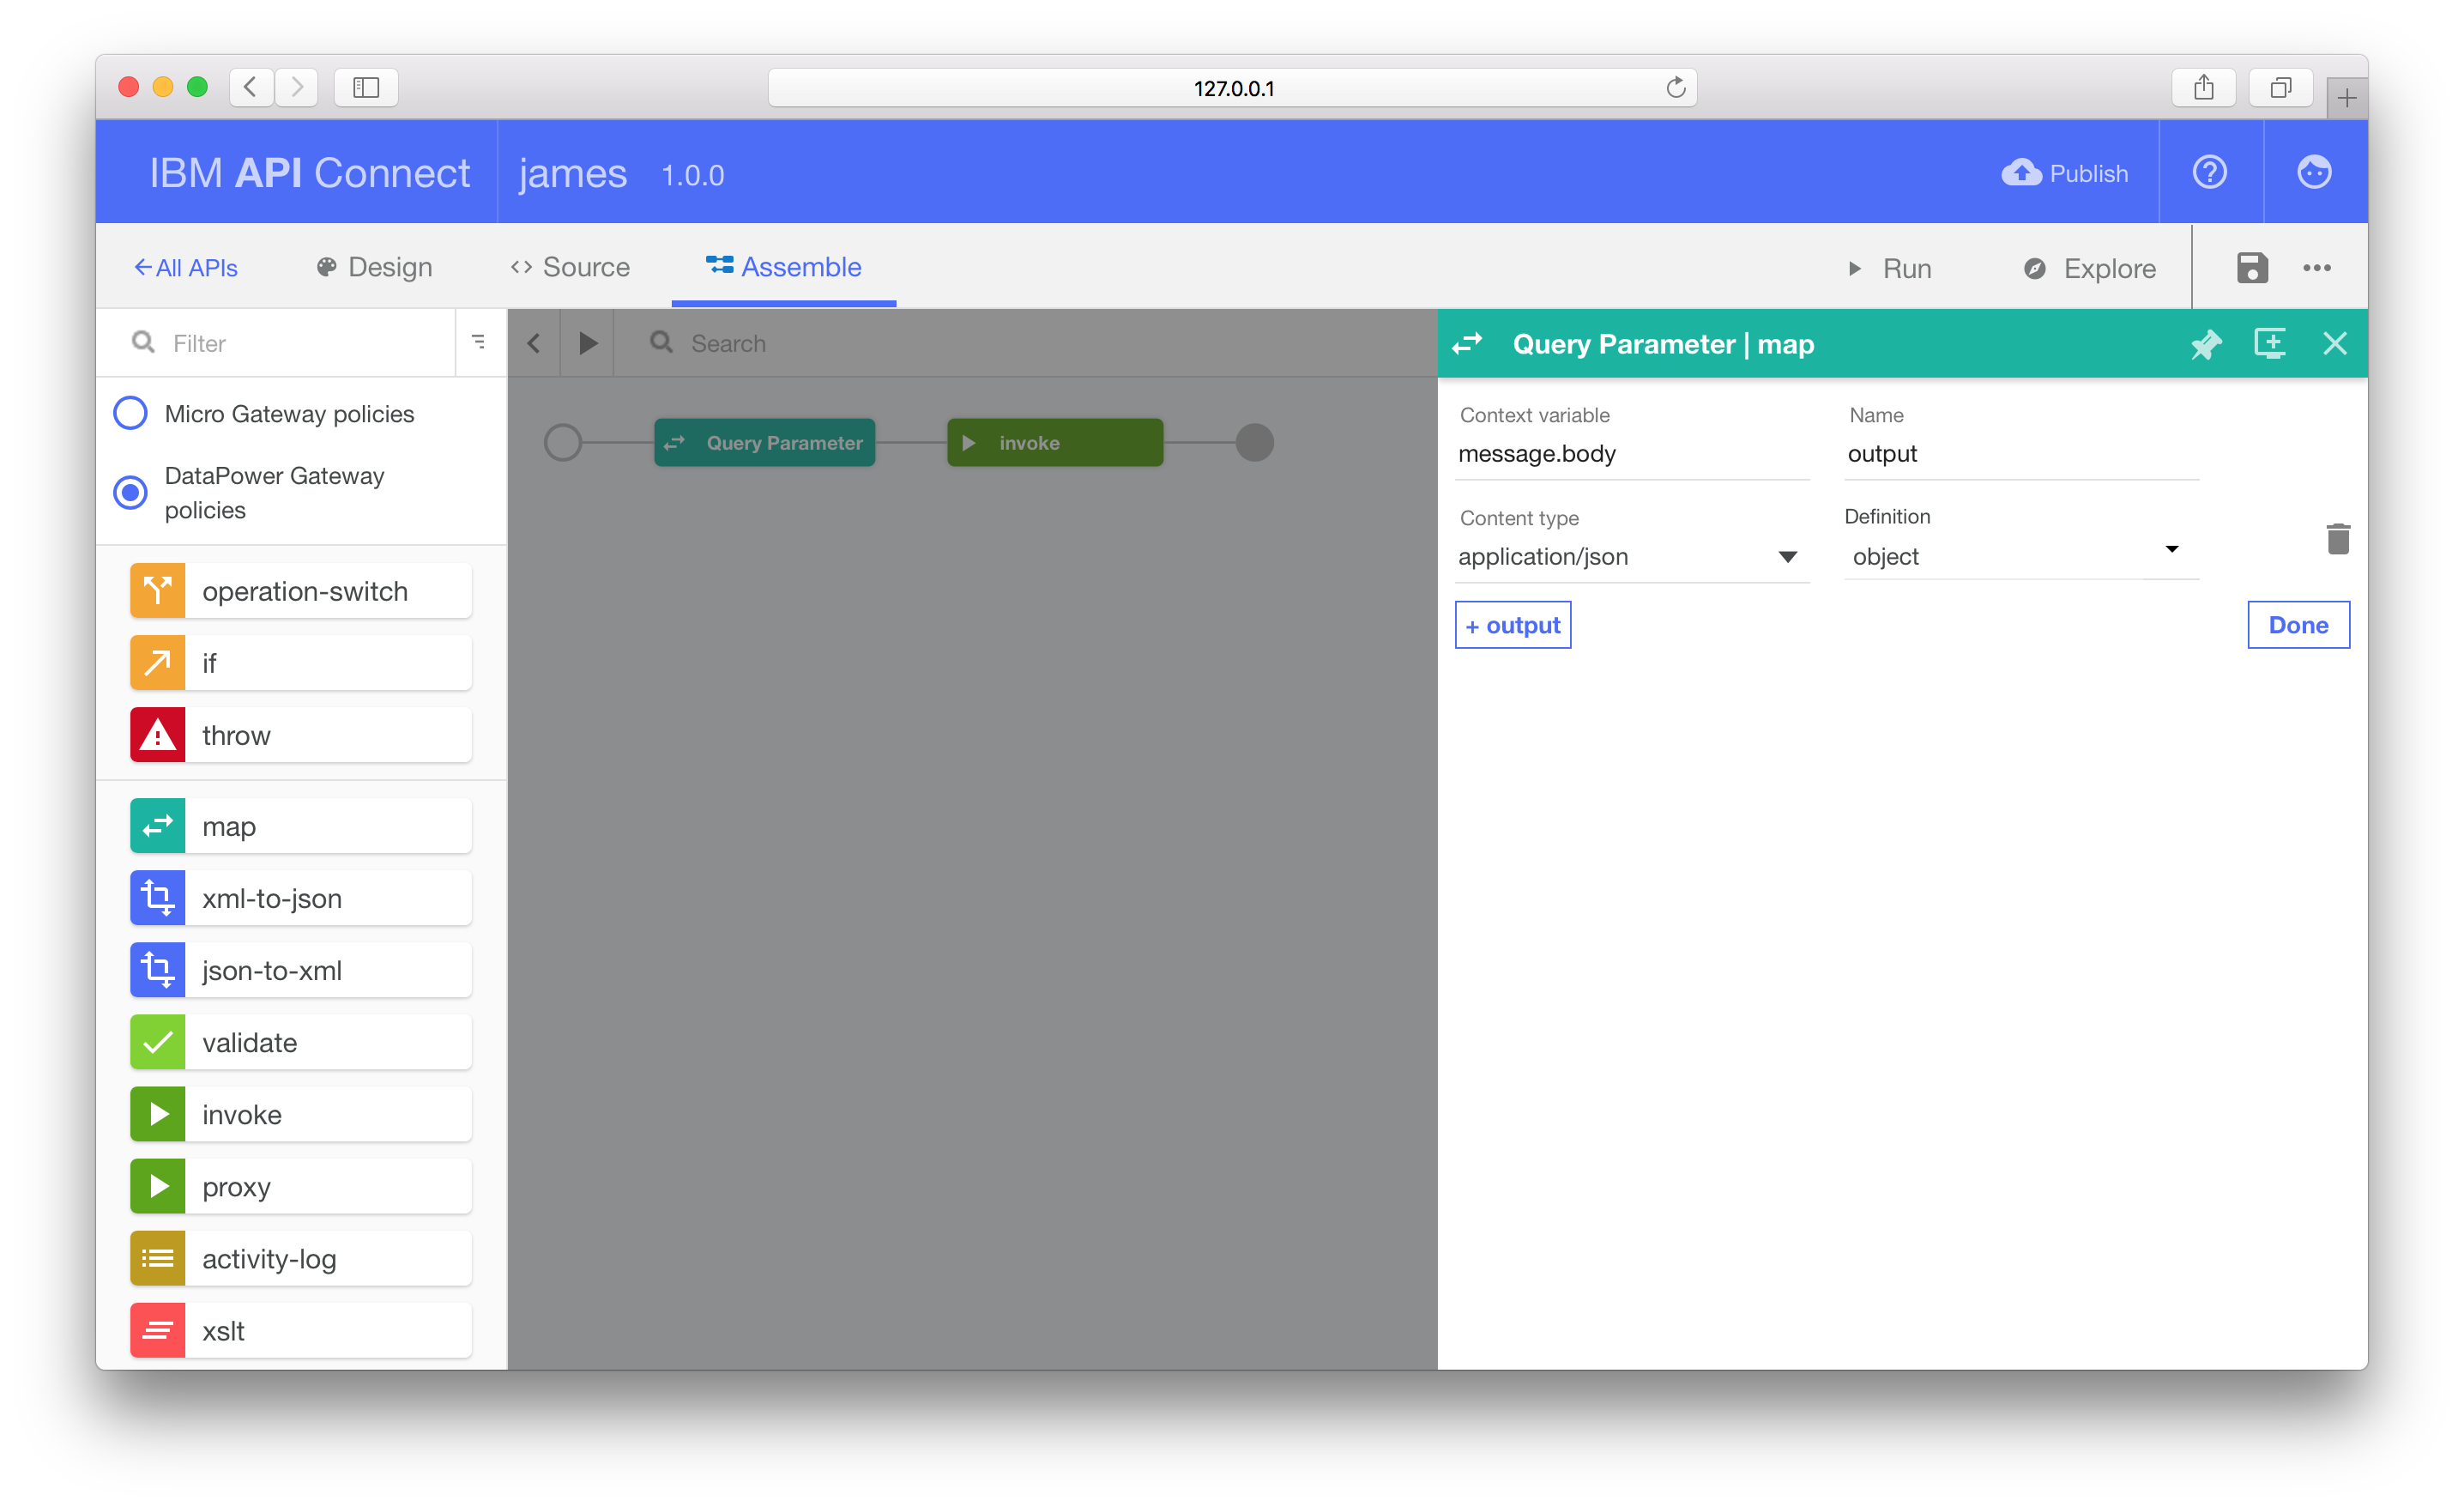 127.0.0.1
IBM API Connect
james 1.0.0
Publish
All APIs
Design
Source
Assemble
Run
Explore
Filter
Search
Query Parameter | map
Micro Gateway policies
DataPower Gateway
policies
Query Parameter
invoke
Context variable
message.body
Name
output
Content type
application/json
Definition
object
+ output
Done
operation-switch
if
throw
map
xml-to-json
json-to-xml
validate
invoke
proxy
activity-log
xslt